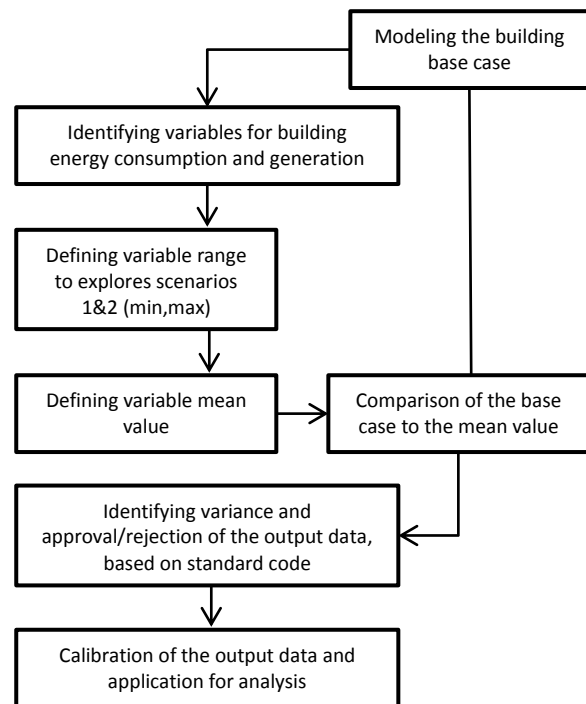 Modeling the building
base case
Identifying variables for building
energy consumption and generation
Defining variable range
to explores scenarios
1&2 (min,max)
Defining variable mean
value
Comparison of the base
case to the mean value
Identifying variance and
approval/rejection of the output data,
based on standard code
Calibration of the output data and
application for analysis